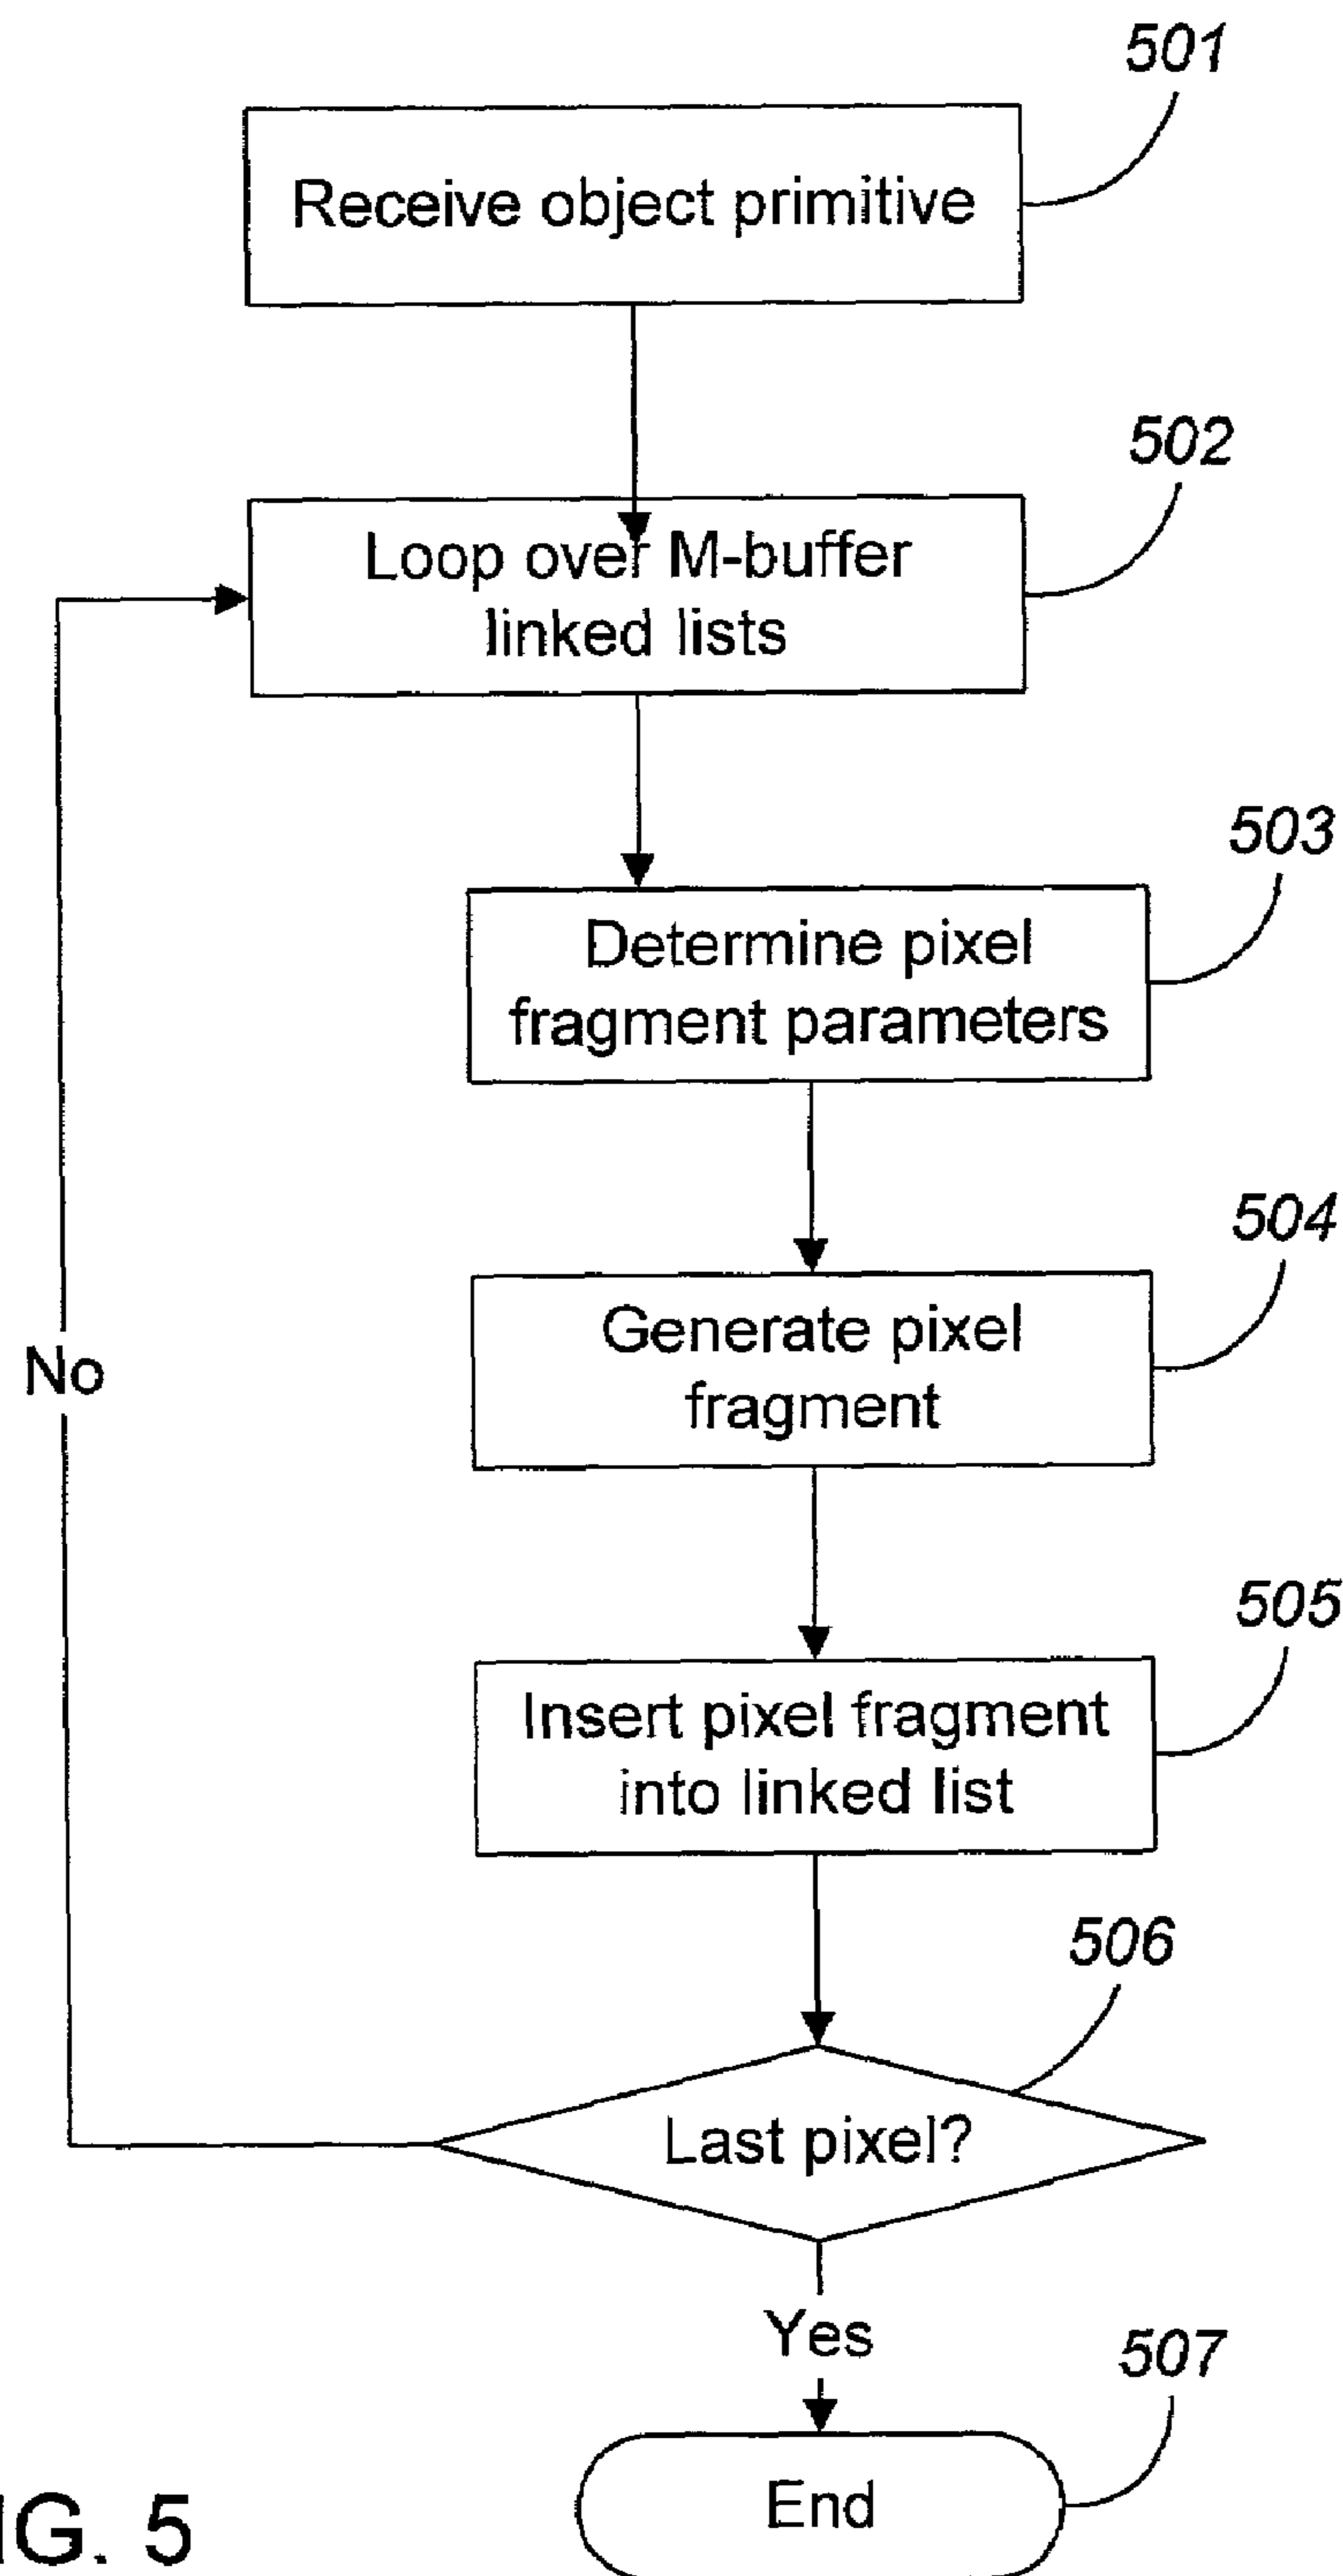 501
Receive object primitive
502
Loop over M-buffer
linked lists
503
Determine pixel
fragment parameters
504
Generate pixel
fragment
No
505
Insert pixel fragment
into linked list
506
Last pixel?
Yes
507
End
IG. 5